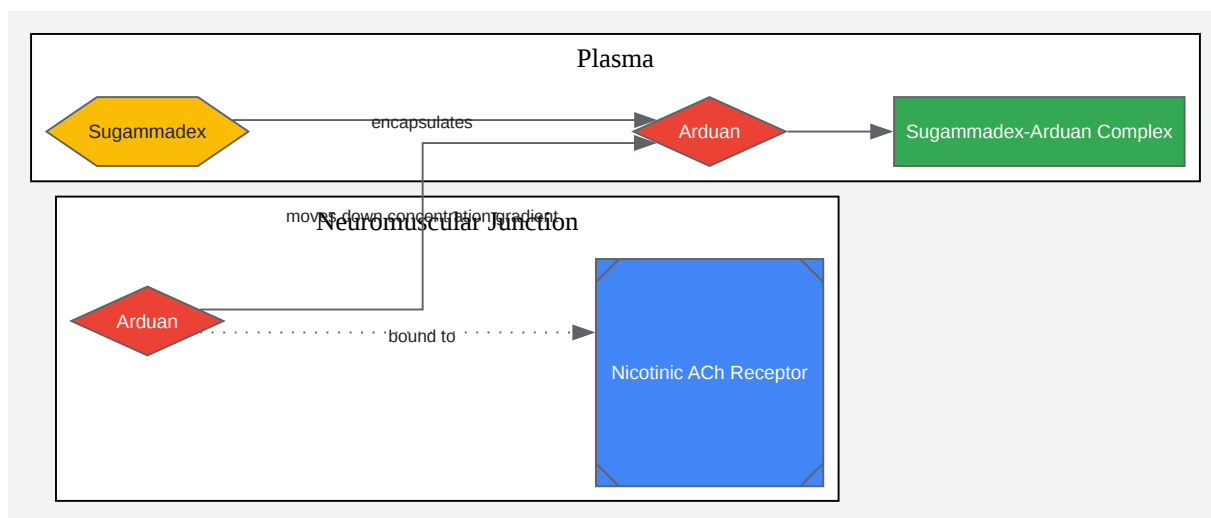 Plasma
Sugammadex
encapsulates
Arduan
Sugammadex-Arduan Complex
moves down concentration gradient
Neuromuscular Junction
Arduan
bound to
Nicotinic ACh Receptor